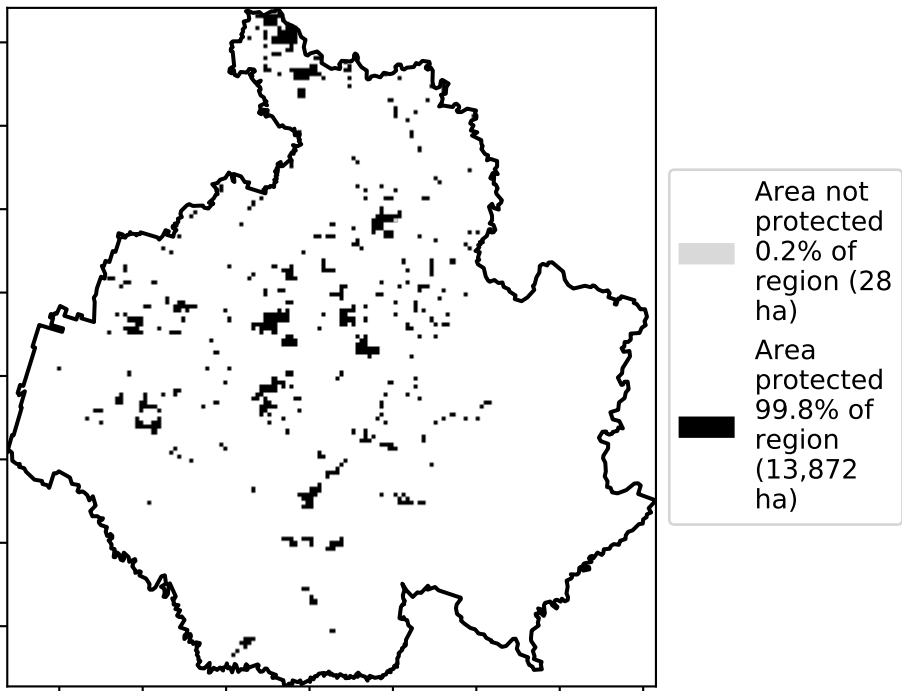 Area not
protected
0.2% of
region (28
ha)
Area
protected
99.8% of
region
(13,872
ha)